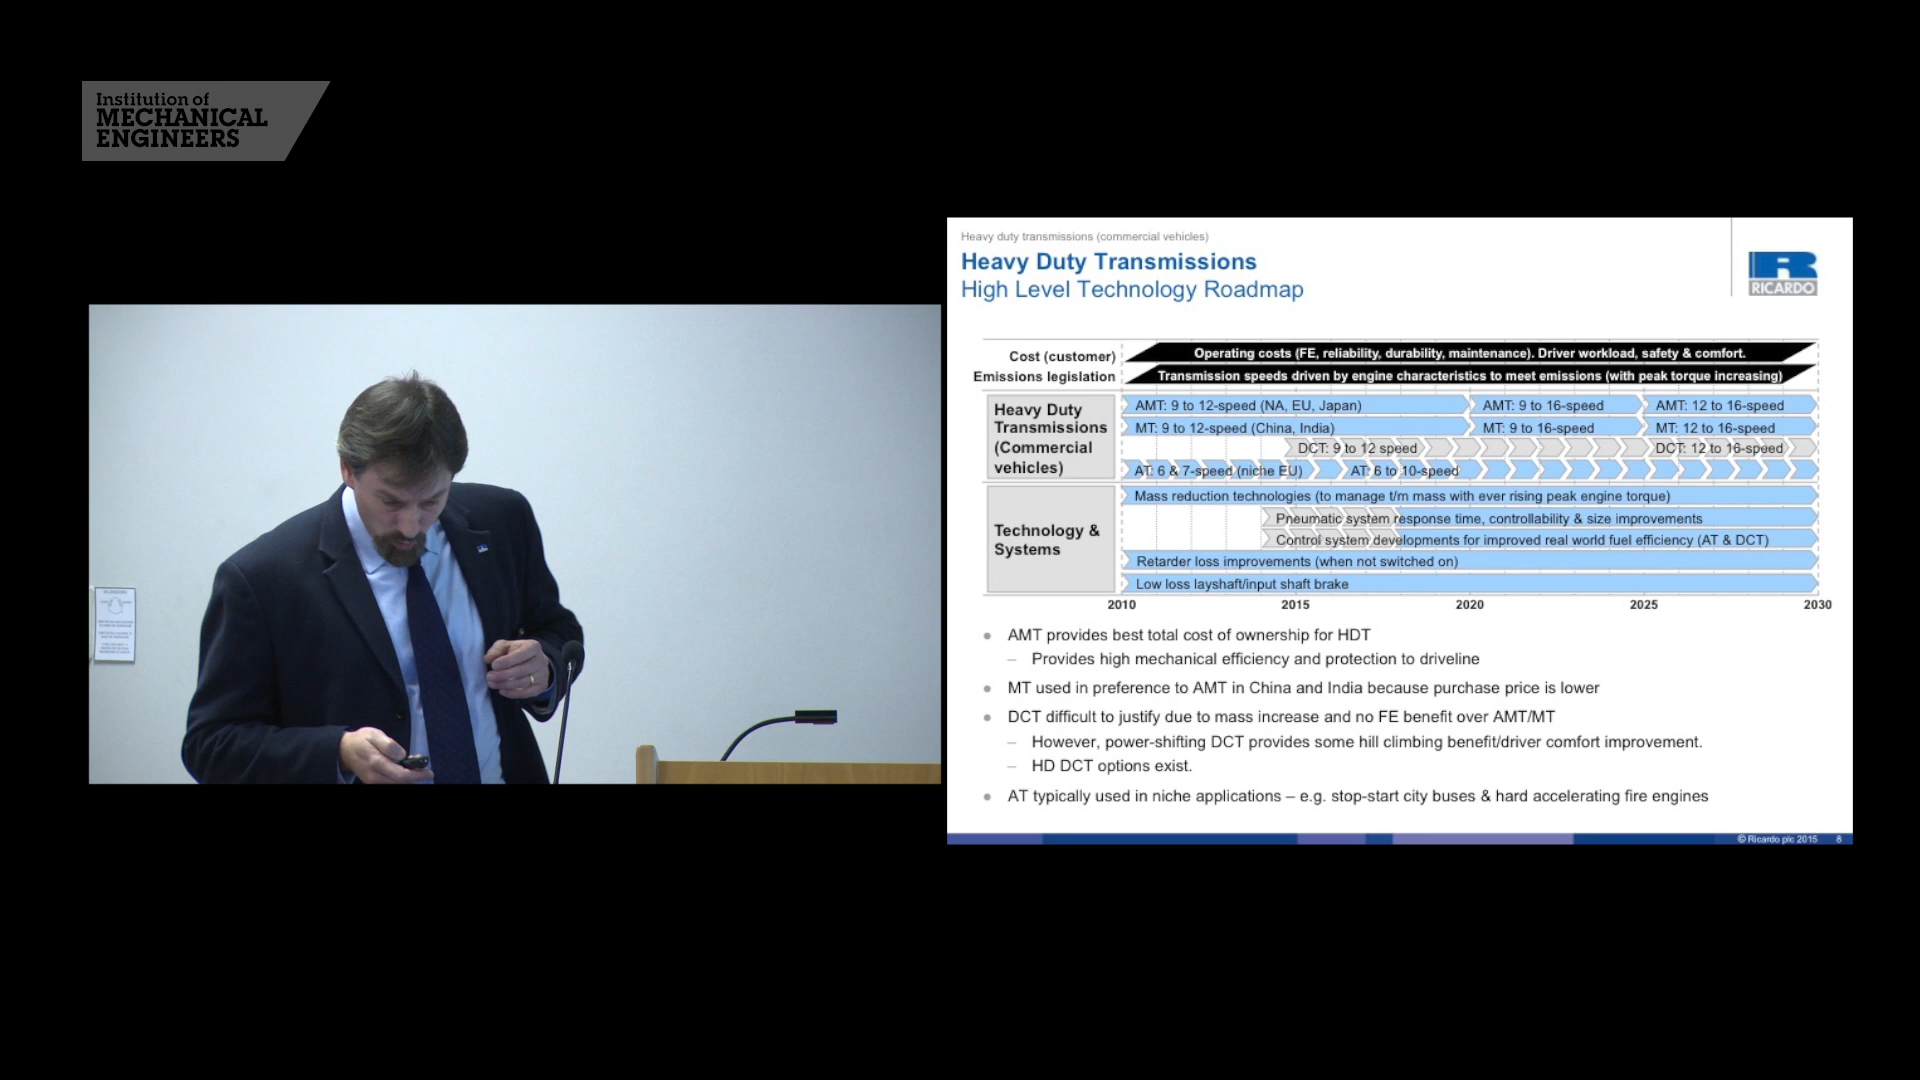 Institution of
MECHANICAL
ENGINEERS
Heavy duty transmissions (commercial vehicles)
Heavy Duty Transmissions
High Level Technology Roadmap
RICARDO
Cost (customer)
Operating costs (FE, reliability, durability, maintenance). Driver workload, safety & comfort.
Emissions legislation
Transmission speeds driven by engine characteristics to meet emissions (with peak torque increasing)
Heavy Duty
Transmissions
(Commercial
vehicles)
AMT: 9 to 12-speed (NA, EU, Japan)
AMT: 9 to 16-speed
AMT: 12 to 16-speed
MT: 9 to 12-speed (China, India)
MT: 9 to 16-speed
MT: 12 to 16-speed
DCT: 9 to 12 speed
DCT: 12 to 16-speed
AT: 6 & 7-speed (niche EU)
AT: 6 to 10-speed
Technology &
Systems
Mass reduction technologies (to manage t/m mass with ever rising peak engine torque)
Pneumatic system response time, controllability & size improvements
Control system developments for improved real world fuel efficiency (AT & DCT)
Retarder loss improvements (when not switched on)
Low loss layshaft/input shaft brake
2010 2015 2020 2025 2030
● AMT provides best total cost of ownership for HDT
– Provides high mechanical efficiency and protection to driveline
● MT used in preference to AMT in China and India because purchase price is lower
● DCT difficult to justify due to mass increase and no FE benefit over AMT/MT
– However, power-shifting DCT provides some hill climbing benefit/driver comfort improvement.
– HD DCT options exist.
● AT typically used in niche applications – e.g. stop-start city buses & hard accelerating fire engines
© Ricardo plc 2015 8